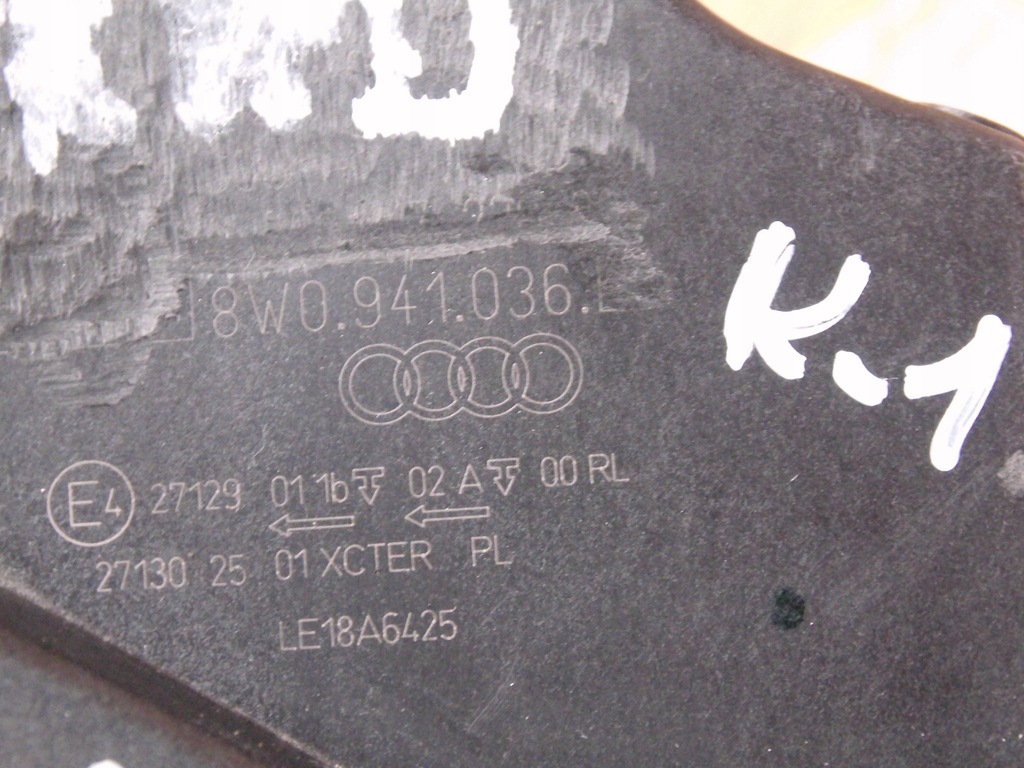 8W0.941.036.
K-1
E4 27129 01 1b 02 A 00 RL
27130 25 01 XCTER PL
LE18A6425